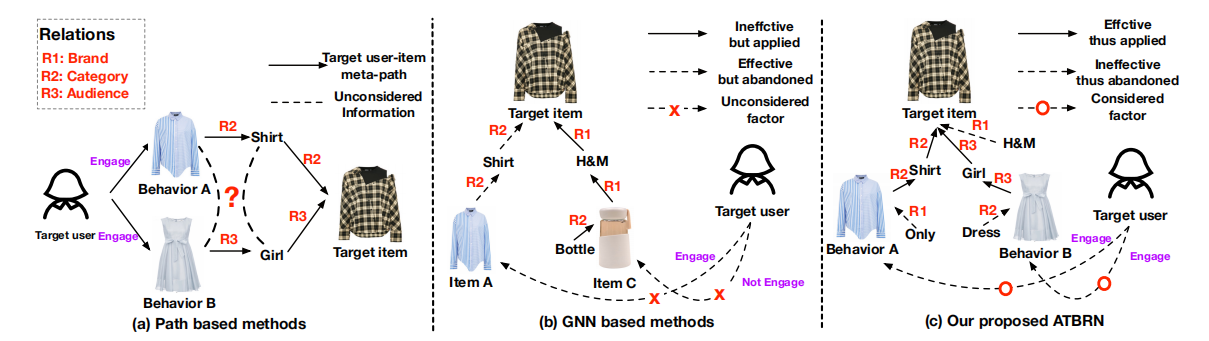 Relations
R1: Brand
R2: Category
R3: Audience
Target user-item
meta-path
Unconsidered
Information
Engage
R2
Shirt
Behavior A
R2
?
Target user
Engage
R3
R3
Girl
Target item
Behavior B
(a) Path based methods
Ineffctive
but applied
Effective
but abandoned
X
Unconsidered
factor
Target item
R2
R1
Shirt
H&M
R2
R1
R2
Bottle
Target user
Engage
Item A
Item C
Not Engage
X
X
(b) GNN based methods
Effctive
thus applied
Ineffective
thus abandoned
Considered
factor
Target item
R1
R2
R3
H&M
Shirt
Girl
R2
R3
R1
R2
Only
Dress
Target user
Behavior A
Behavior B
Engage
Engage
(c) Our proposed ATBRN